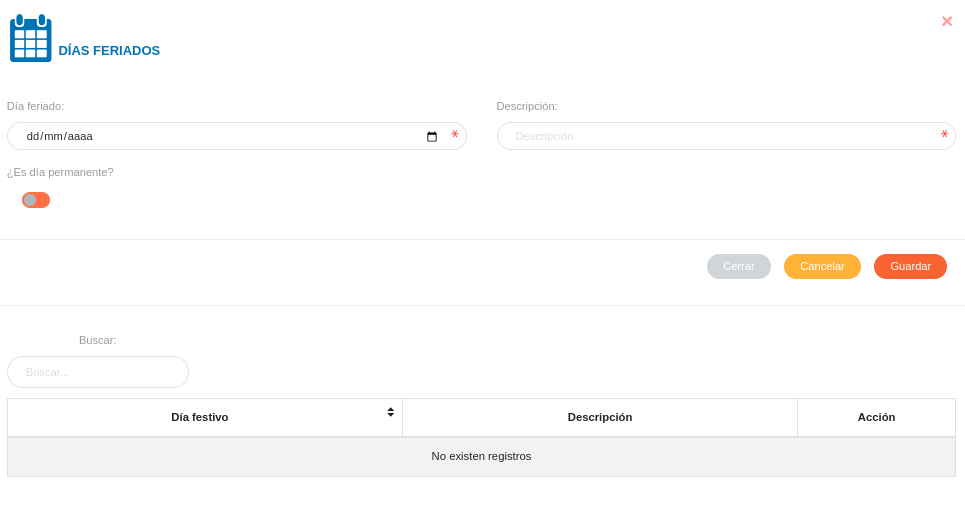 DÍAS FERIADOS
Día feriado:
Descripción:
dd/mm/aaaa *
Descripción *
¿Es día permanente?
Cerrar Cancelar Guardar
Buscar:
Buscar...
Día festivo Descripción Acción
No existen registros